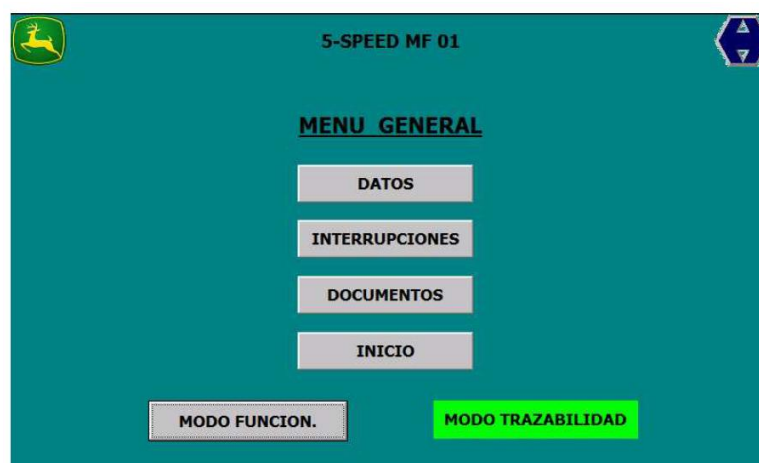 5-SPEED MF 01
MENU GENERAL
DATOS
INTERRUPCIONES
DOCUMENTOS
INICIO
MODO FUNCION.
MODO TRAZABILIDAD